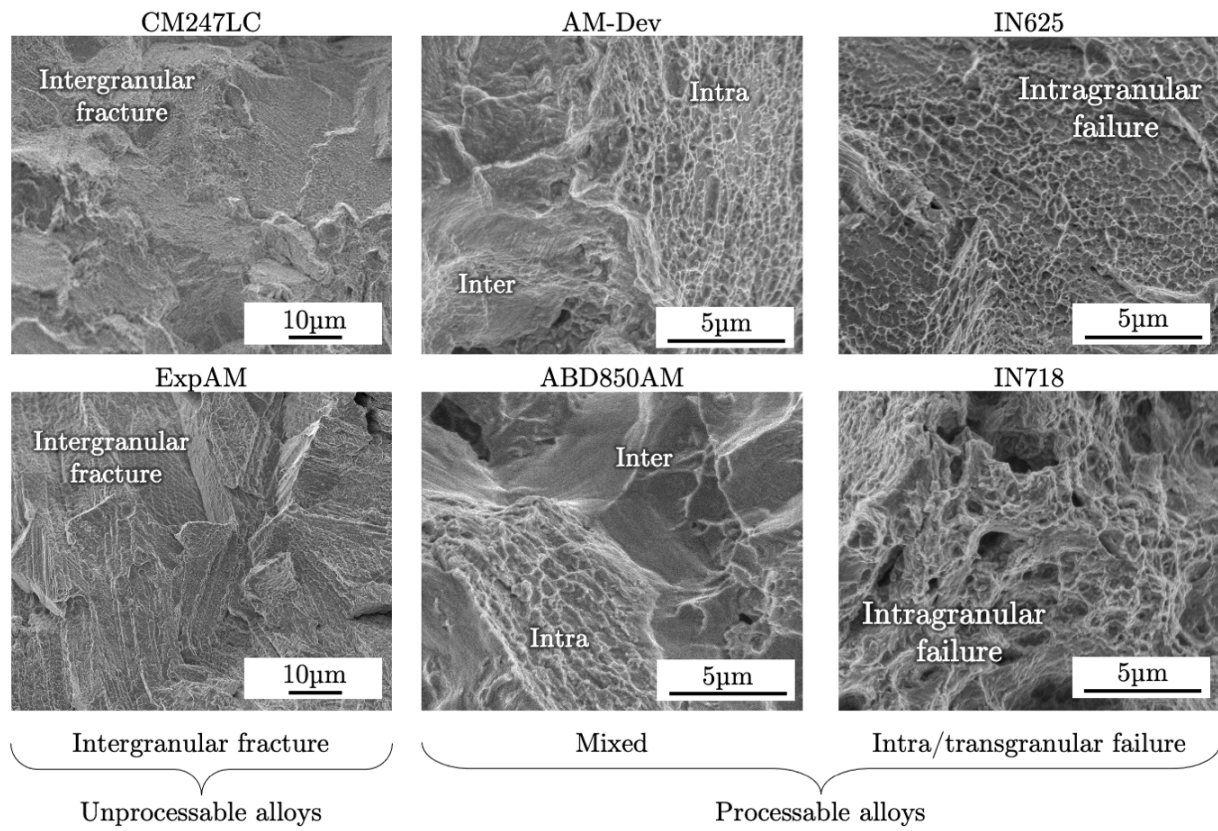 CM247LC
AM-Dev
IN625
Intergranular
fracture
10µm
Intra
Inter
5µm
Intragranular
failure
5µm
ExpAM
ABD850AM
IN718
Intergranular
fracture
10µm
Inter
Intra
5µm
Intragranular
failure
5µm
Intergranular fracture
Mixed
Intra/transgranular failure
Unprocessable alloys
Processable alloys